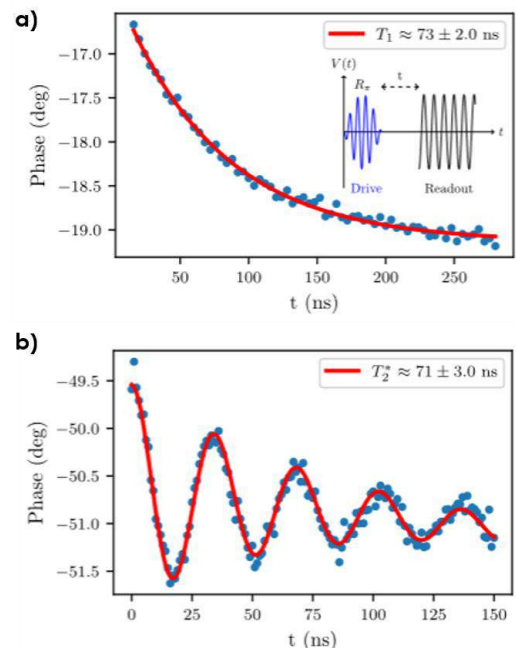 a)
T₁ ≈ 73 ± 2.0 ns
−17.0
−17.5
−18.0
−18.5
−19.0
Phase (deg)
V(t)
R_π
t
t
Drive
Readout
50
100
150
200
250
t (ns)
b)
T₂* ≈ 71 ± 3.0 ns
−49.5
−50.0
−50.5
−51.0
−51.5
Phase (deg)
0
25
50
75
100
125
150
t (ns)